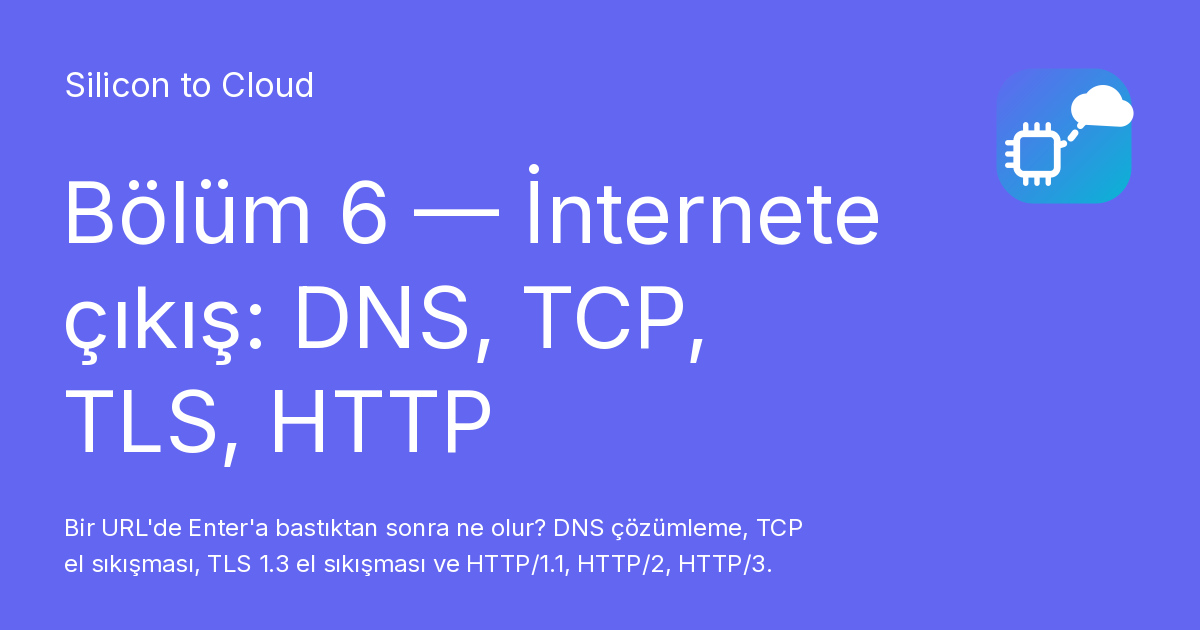 Silicon to Cloud
Bölüm 6 — İnternete
çıkış: DNS, TCP,
TLS, HTTP
Bir URL'de Enter'a bastıktan sonra ne olur? DNS çözümleme, TCP
el sıkışması, TLS 1.3 el sıkışması ve HTTP/1.1, HTTP/2, HTTP/3.